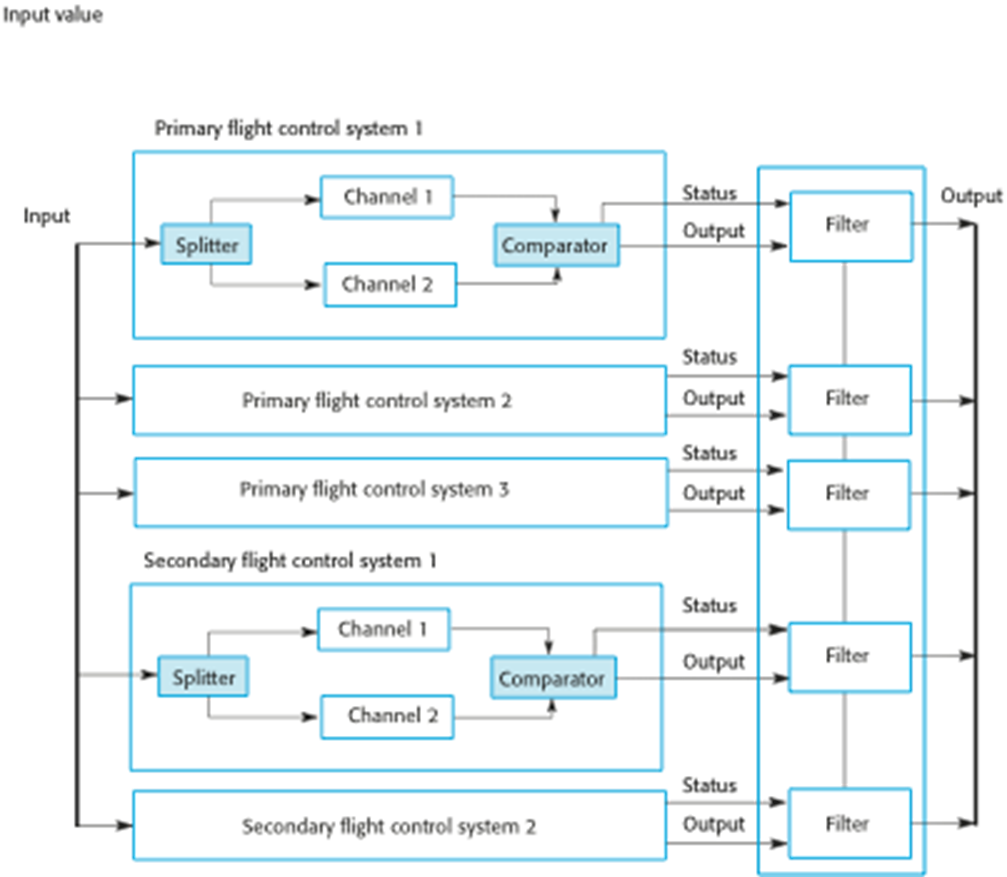 Input value
Primary flight control system 1
Input
Splitter
Channel 1
Channel 2
Comparator
Status
Output
Filter
Output
Primary flight control system 2
Status
Output
Filter
Primary flight control system 3
Status
Output
Filter
Secondary flight control system 1
Splitter
Channel 1
Channel 2
Comparator
Status
Output
Filter
Secondary flight control system 2
Status
Output
Filter